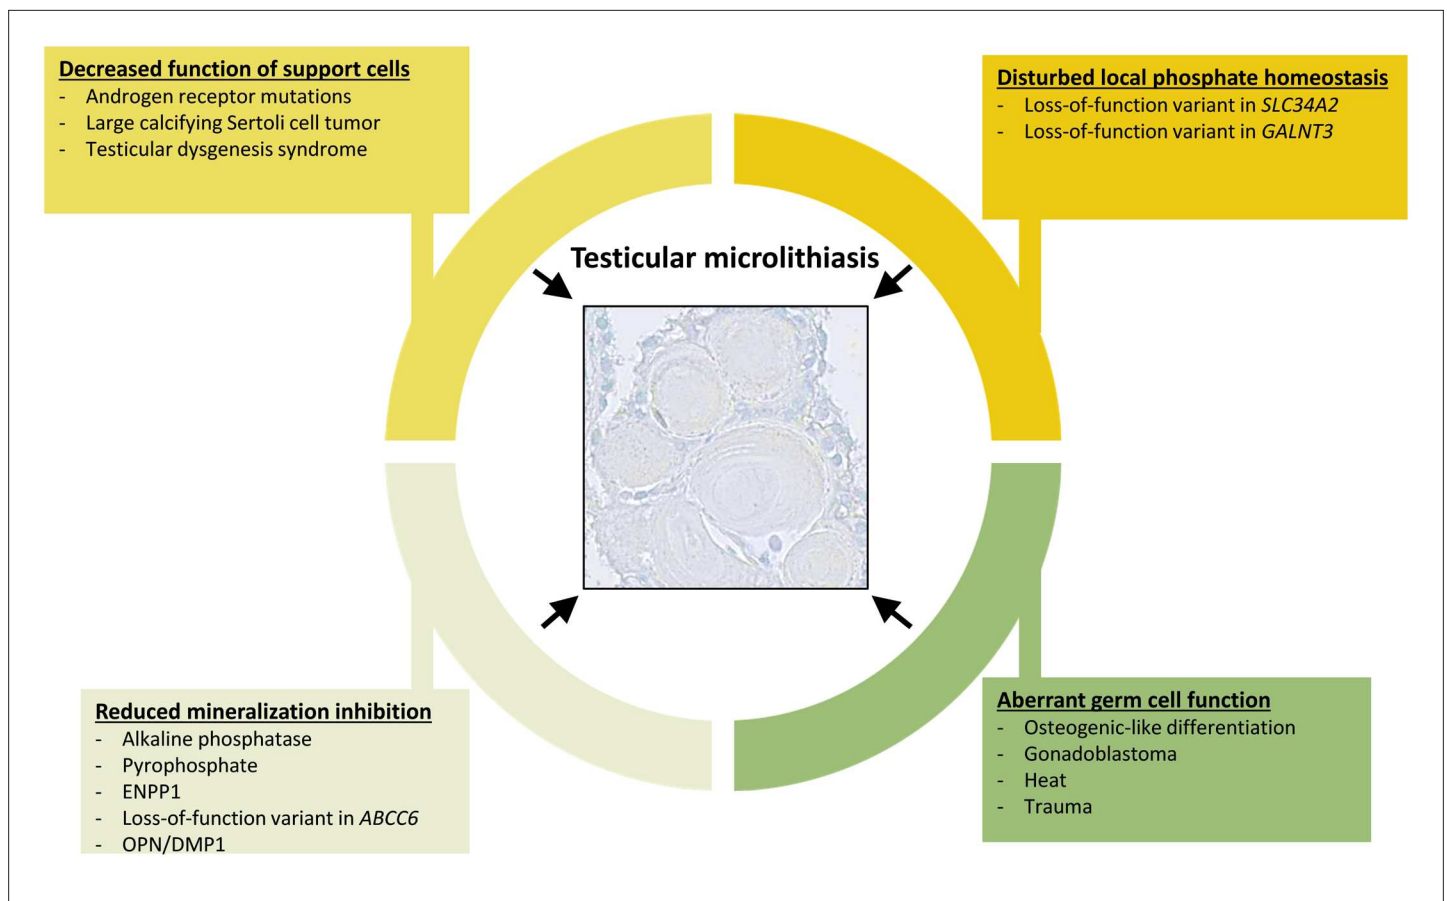 Decreased function of support cells
- Androgen receptor mutations
- Large calcifying Sertoli cell tumor
- Testicular dysgenesis syndrome
Disturbed local phosphate homeostasis
- Loss-of-function variant in SLC34A2
- Loss-of-function variant in GALNT3
Testicular microlithiasis
Reduced mineralization inhibition
- Alkaline phosphatase
- Pyrophosphate
- ENPP1
- Loss-of-function variant in ABCC6
- OPN/DMP1
Aberrant germ cell function
- Osteogenic-like differentiation
- Gonadoblastoma
- Heat
- Trauma